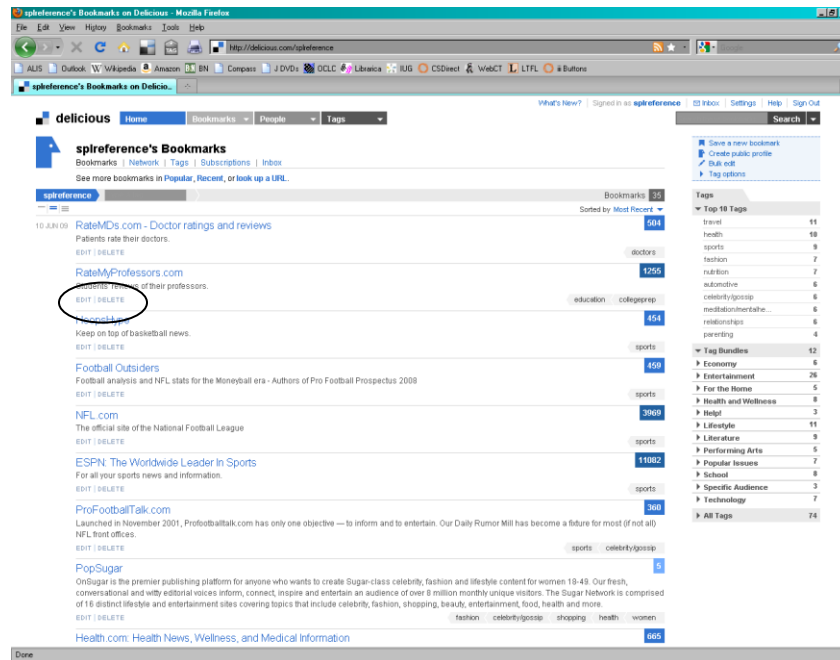 splreference's Bookmarks on Delicious - Mozilla Firefox
File Edit View History Bookmarks Tools Help
http://delicious.com/splreference
ALIS Outlook Wikipedia Amazon BN Compass J DVDs OCLC Libraica IUG CSDirect WebCT LTFL iiButtons
splreference's Bookmarks on Delicio...
What's New? Signed in as splreference Inbox Settings Help Sign Out
delicious Home Bookmarks People Tags Search
splreference's Bookmarks
Bookmarks | Network | Tags | Subscriptions | Inbox
See more bookmarks in Popular, Recent, or look up a URL.
Save a new bookmark
Create public profile
Bulk edit
Tag options
splreference Bookmarks 35
Sorted by Most Recent
10 JUN 09 RateMDs.com - Doctor ratings and reviews 504
Patients rate their doctors.
EDIT | DELETE doctors
RateMyProfessors.com 1255
Students' reviews of their professors.
EDIT | DELETE education collegeprep
HoopsHype 454
Keep on top of basketball news.
EDIT | DELETE sports
Football Outsiders 459
Football analysis and NFL stats for the Moneyball era - Authors of Pro Football Prospectus 2008
EDIT | DELETE sports
NFL.com 3969
The official site of the National Football League
EDIT | DELETE sports
ESPN: The Worldwide Leader In Sports 11082
For all your sports news and information.
EDIT | DELETE sports
ProFootballTalk.com 360
Launched in November 2001, Profootballtalk.com has only one objective — to inform and to entertain. Our Daily Rumor Mill has become a fixture for most (if not all)
NFL front offices.
EDIT | DELETE sports celebrity/gossip
PopSugar 5
OnSugar is the premier publishing platform for anyone who wants to create Sugar-class celebrity, fashion and lifestyle content for women 18-49. Our fresh,
conversational and witty editorial voices inform, connect, inspire and entertain an audience of over 8 million monthly unique visitors. The Sugar Network is comprised
of 16 distinct lifestyle and entertainment sites covering topics that include celebrity, fashion, shopping, beauty, entertainment, food, health and more.
EDIT | DELETE fashion celebrity/gossip shopping health women
Health.com: Health News, Wellness, and Medical Information 665
Tags
Top 10 Tags
travel 11
health 10
sports 9
fashion 7
nutrition 7
automotive 6
celebrity/gossip 6
meditation/mentalhe... 6
relationships 6
parenting 4
Tag Bundles 12
Economy 6
Entertainment 26
For the Home 5
Health and Wellness 8
Help! 3
Lifestyle 11
Literature 9
Performing Arts 5
Popular Issues 7
School 8
Specific Audience 3
Technology 7
All Tags 74
Done